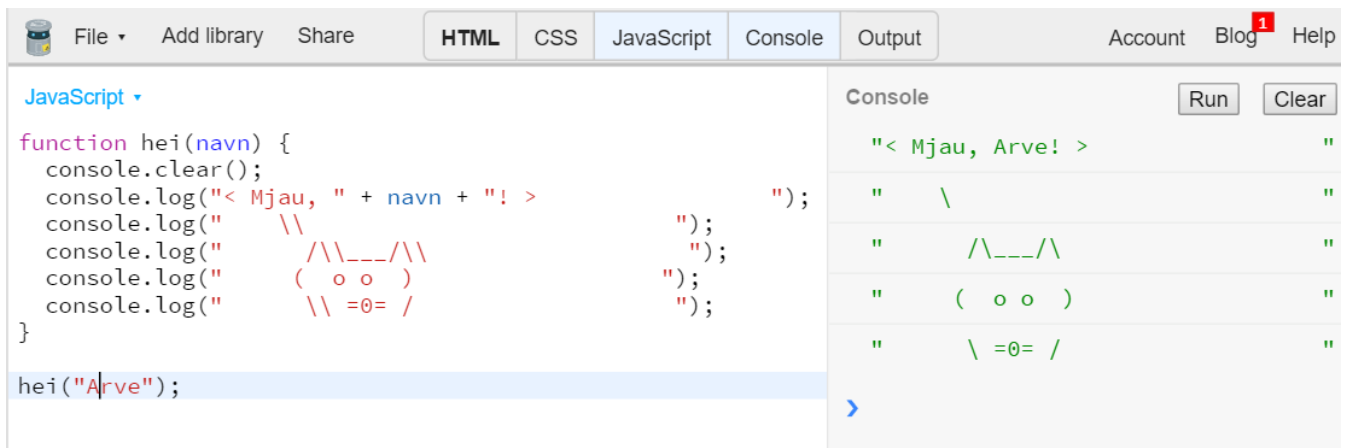 File ▾ Add library Share HTML CSS JavaScript Console Output Account Blog 1 Help
JavaScript ▾
function hei(navn) {
  console.clear();
  console.log("< Mjau, " + navn + "! >                    ");
  console.log("     \\                                ");
  console.log("       /\\___/\\                       ");
  console.log("      (  o o  )                     ");
  console.log("       \\ =0= /                      ");
}
hei("Arve");
Console Run Clear
"< Mjau, Arve! >                    "
"     \                                "
"       /\___/\                       "
"      (  o o  )                     "
"       \ =0= /                      "
❯